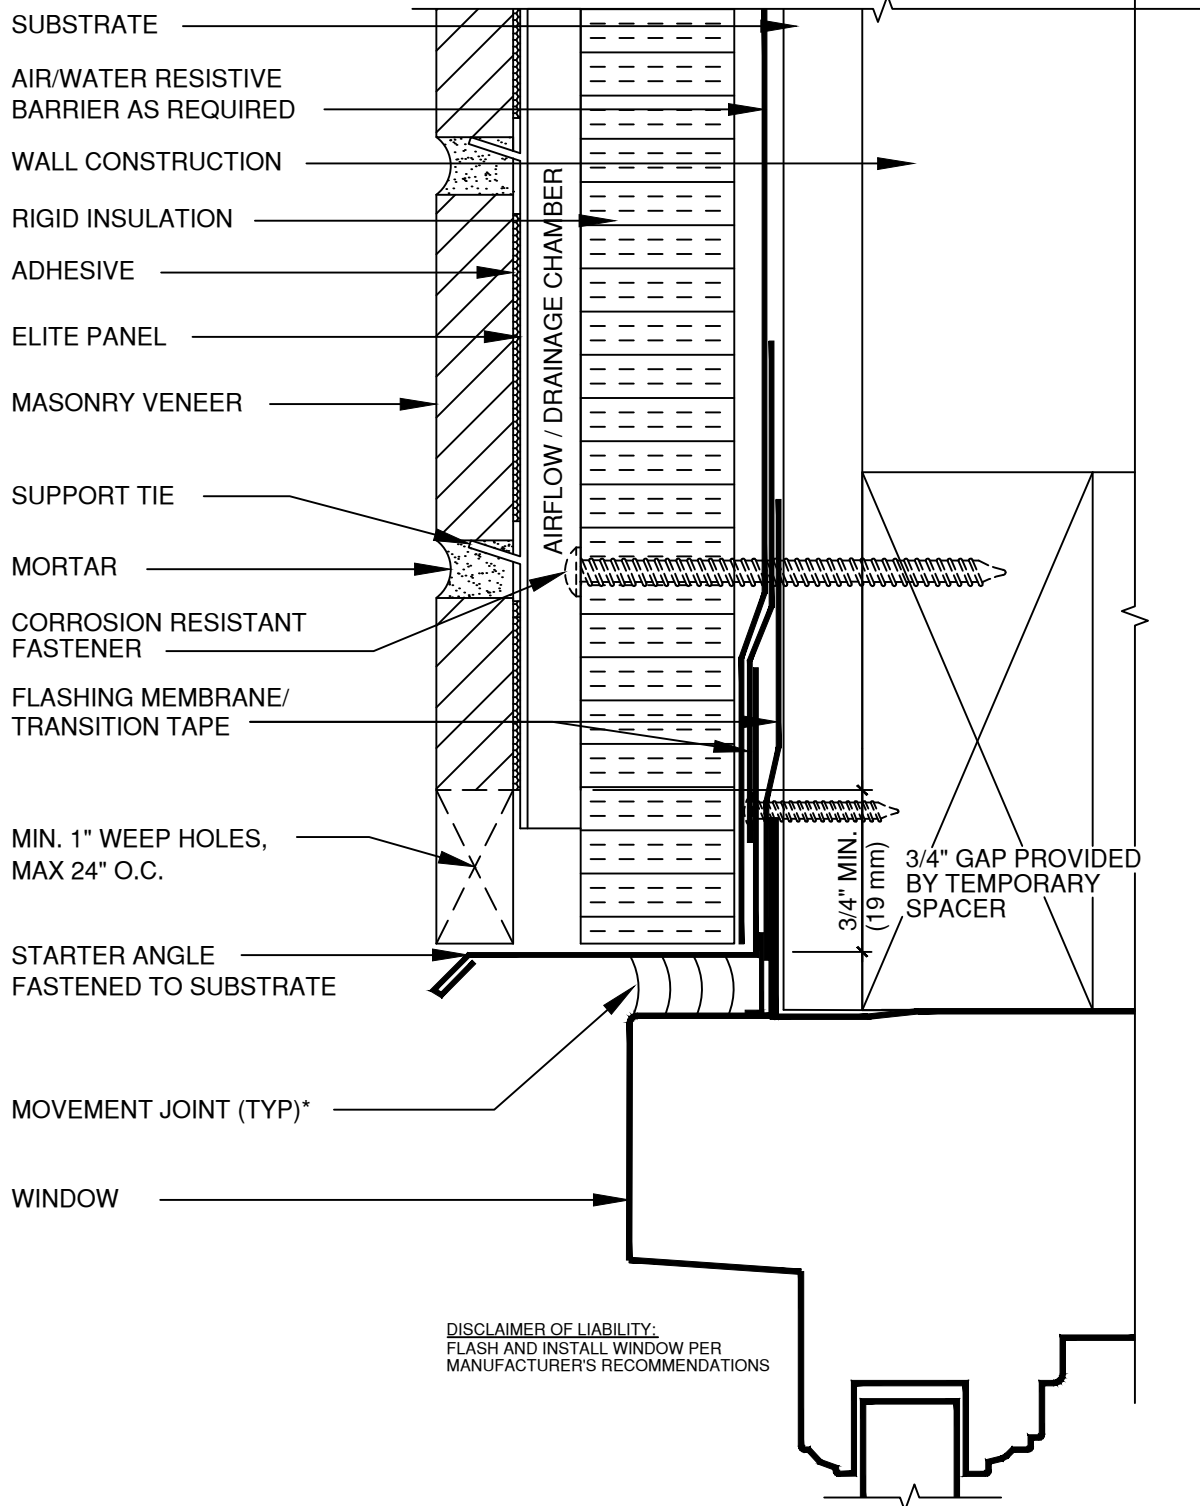 SUBSTRATE
AIR/WATER RESISTIVE
BARRIER AS REQUIRED
WALL CONSTRUCTION
RIGID INSULATION
ADHESIVE
ELITE PANEL
MASONRY VENEER
SUPPORT TIE
MORTAR
CORROSION RESISTANT
FASTENER
FLASHING MEMBRANE/
TRANSITION TAPE
MIN. 1" WEEP HOLES,
MAX 24" O.C.
STARTER ANGLE
FASTENED TO SUBSTRATE
MOVEMENT JOINT (TYP)*
WINDOW
AIRFLOW / DRAINAGE CHAMBER
3/4" MIN.
(19 mm)
3/4" GAP PROVIDED
BY TEMPORARY
SPACER
DISCLAIMER OF LIABILITY:
FLASH AND INSTALL WINDOW PER
MANUFACTURER'S RECOMMENDATIONS